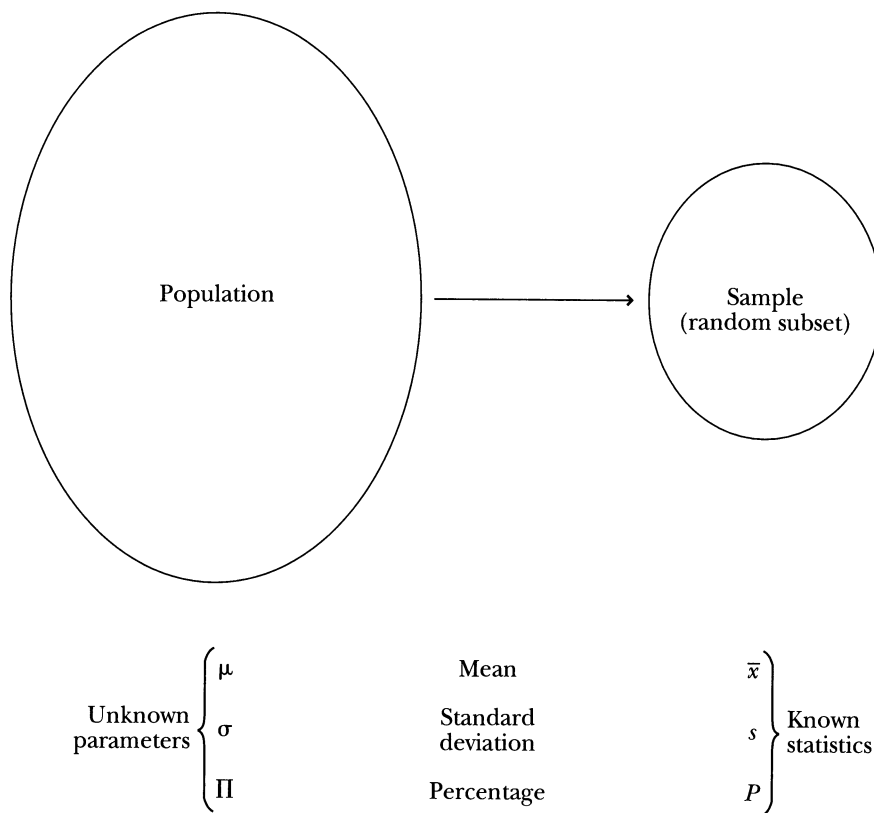 Population
Sample
(random subset)
μ Mean x̄
Unknown
parameters
σ Standard
deviation s
Known
statistics
Π Percentage P